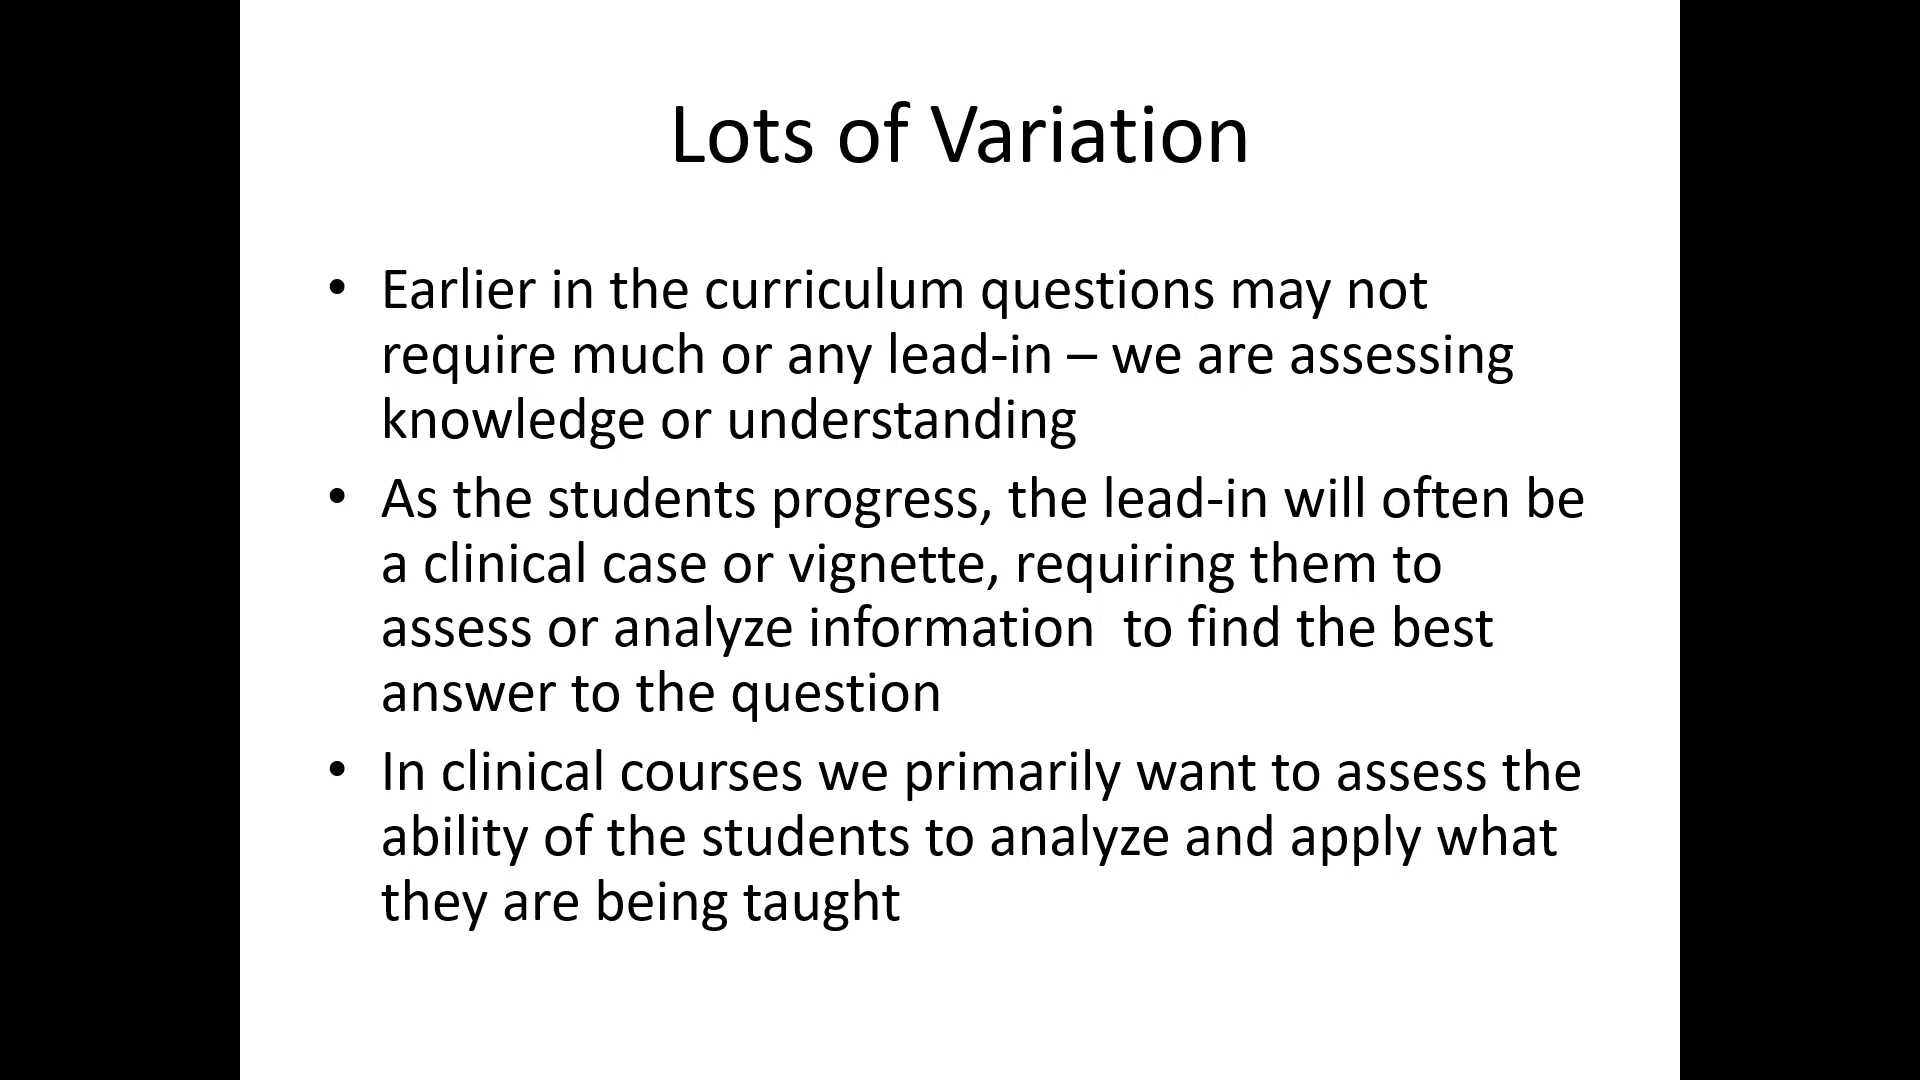 Lots of Variation
• Earlier in the curriculum questions may not
require much or any lead-in – we are assessing
knowledge or understanding
• As the students progress, the lead-in will often be
a clinical case or vignette, requiring them to
assess or analyze information  to find the best
answer to the question
• In clinical courses we primarily want to assess the
ability of the students to analyze and apply what
they are being taught